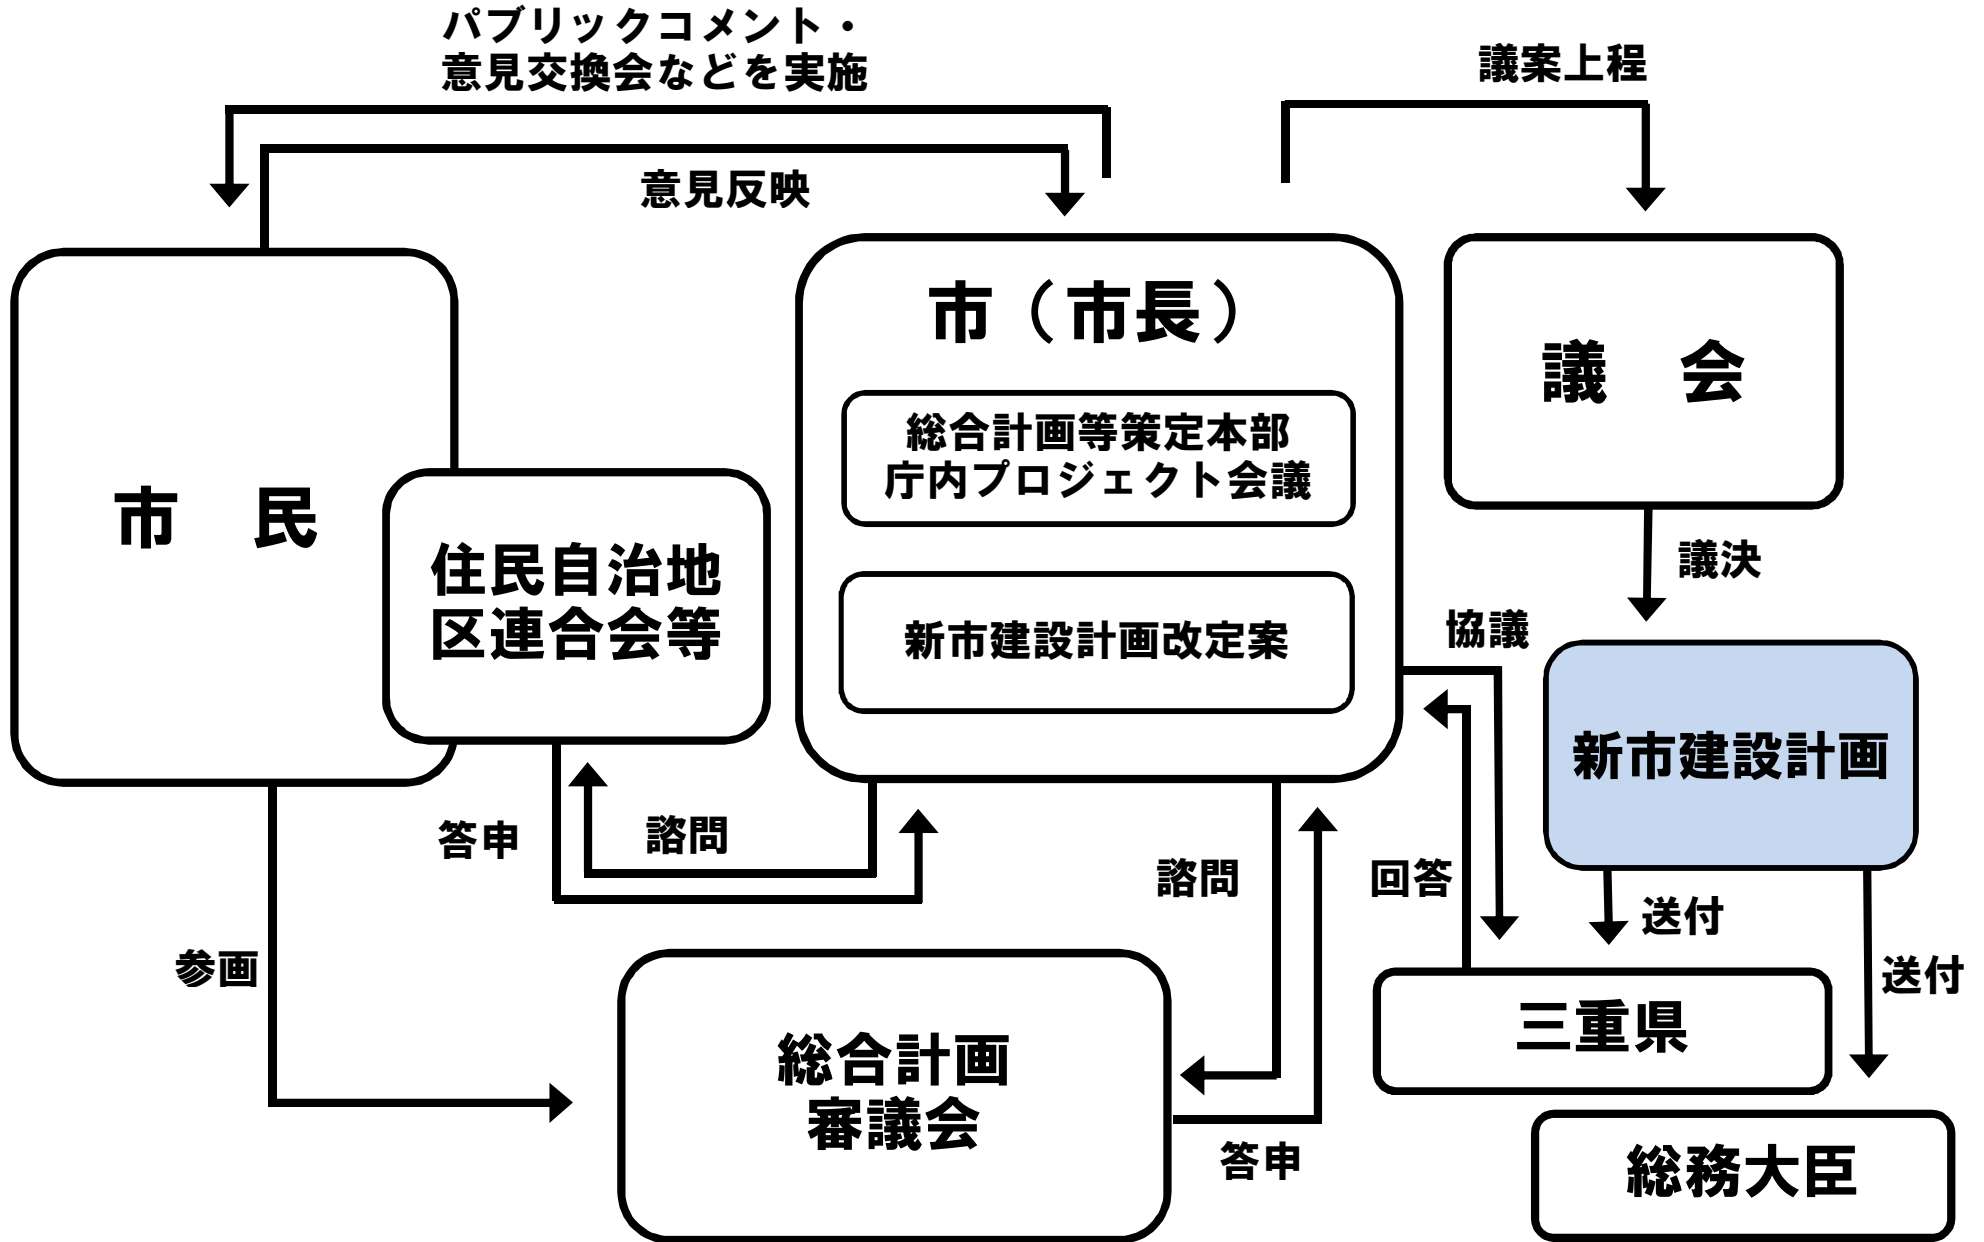 パブリックコメント・
意見交換会などを実施
議案上程
意見反映
市（市長）
総合計画等策定本部
庁内プロジェクト会議
新市建設計画改定案
議　会
市　民
住民自治地
区連合会等
議決
協議
新市建設計画
答申
諮問
諮問
回答
送付
送付
参画
総合計画
審議会
答申
三重県
総務大臣